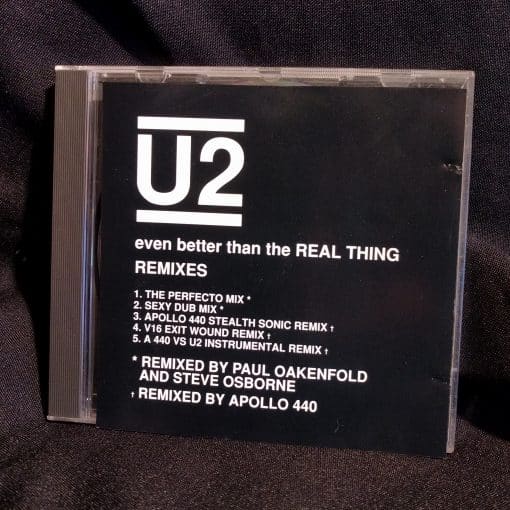 U2
even better than the REAL THING
REMIXES
1. THE PERFECTO MIX *
2. SEXY DUB MIX *
3. APOLLO 440 STEALTH SONIC REMIX †
4. V16 EXIT WOUND REMIX †
5. A 440 VS U2 INSTRUMENTAL REMIX †
* REMIXED BY PAUL OAKENFOLD
AND STEVE OSBORNE
† REMIXED BY APOLLO 440